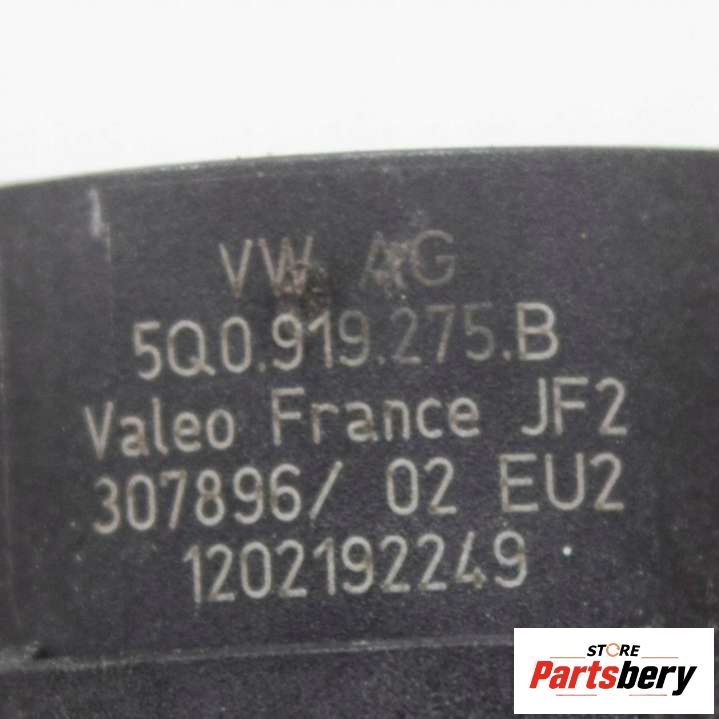 VW AG
5Q0.919.275.B
Valeo France JF2
307896/ 02 EU2
1202192249
STORE
Partsbery